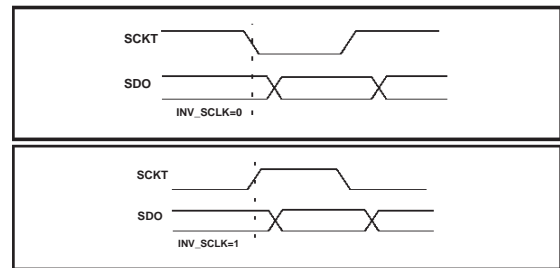 SCKT
SDO
INV_SCLK=0
SCKT
SDO
INV_SCLK=1